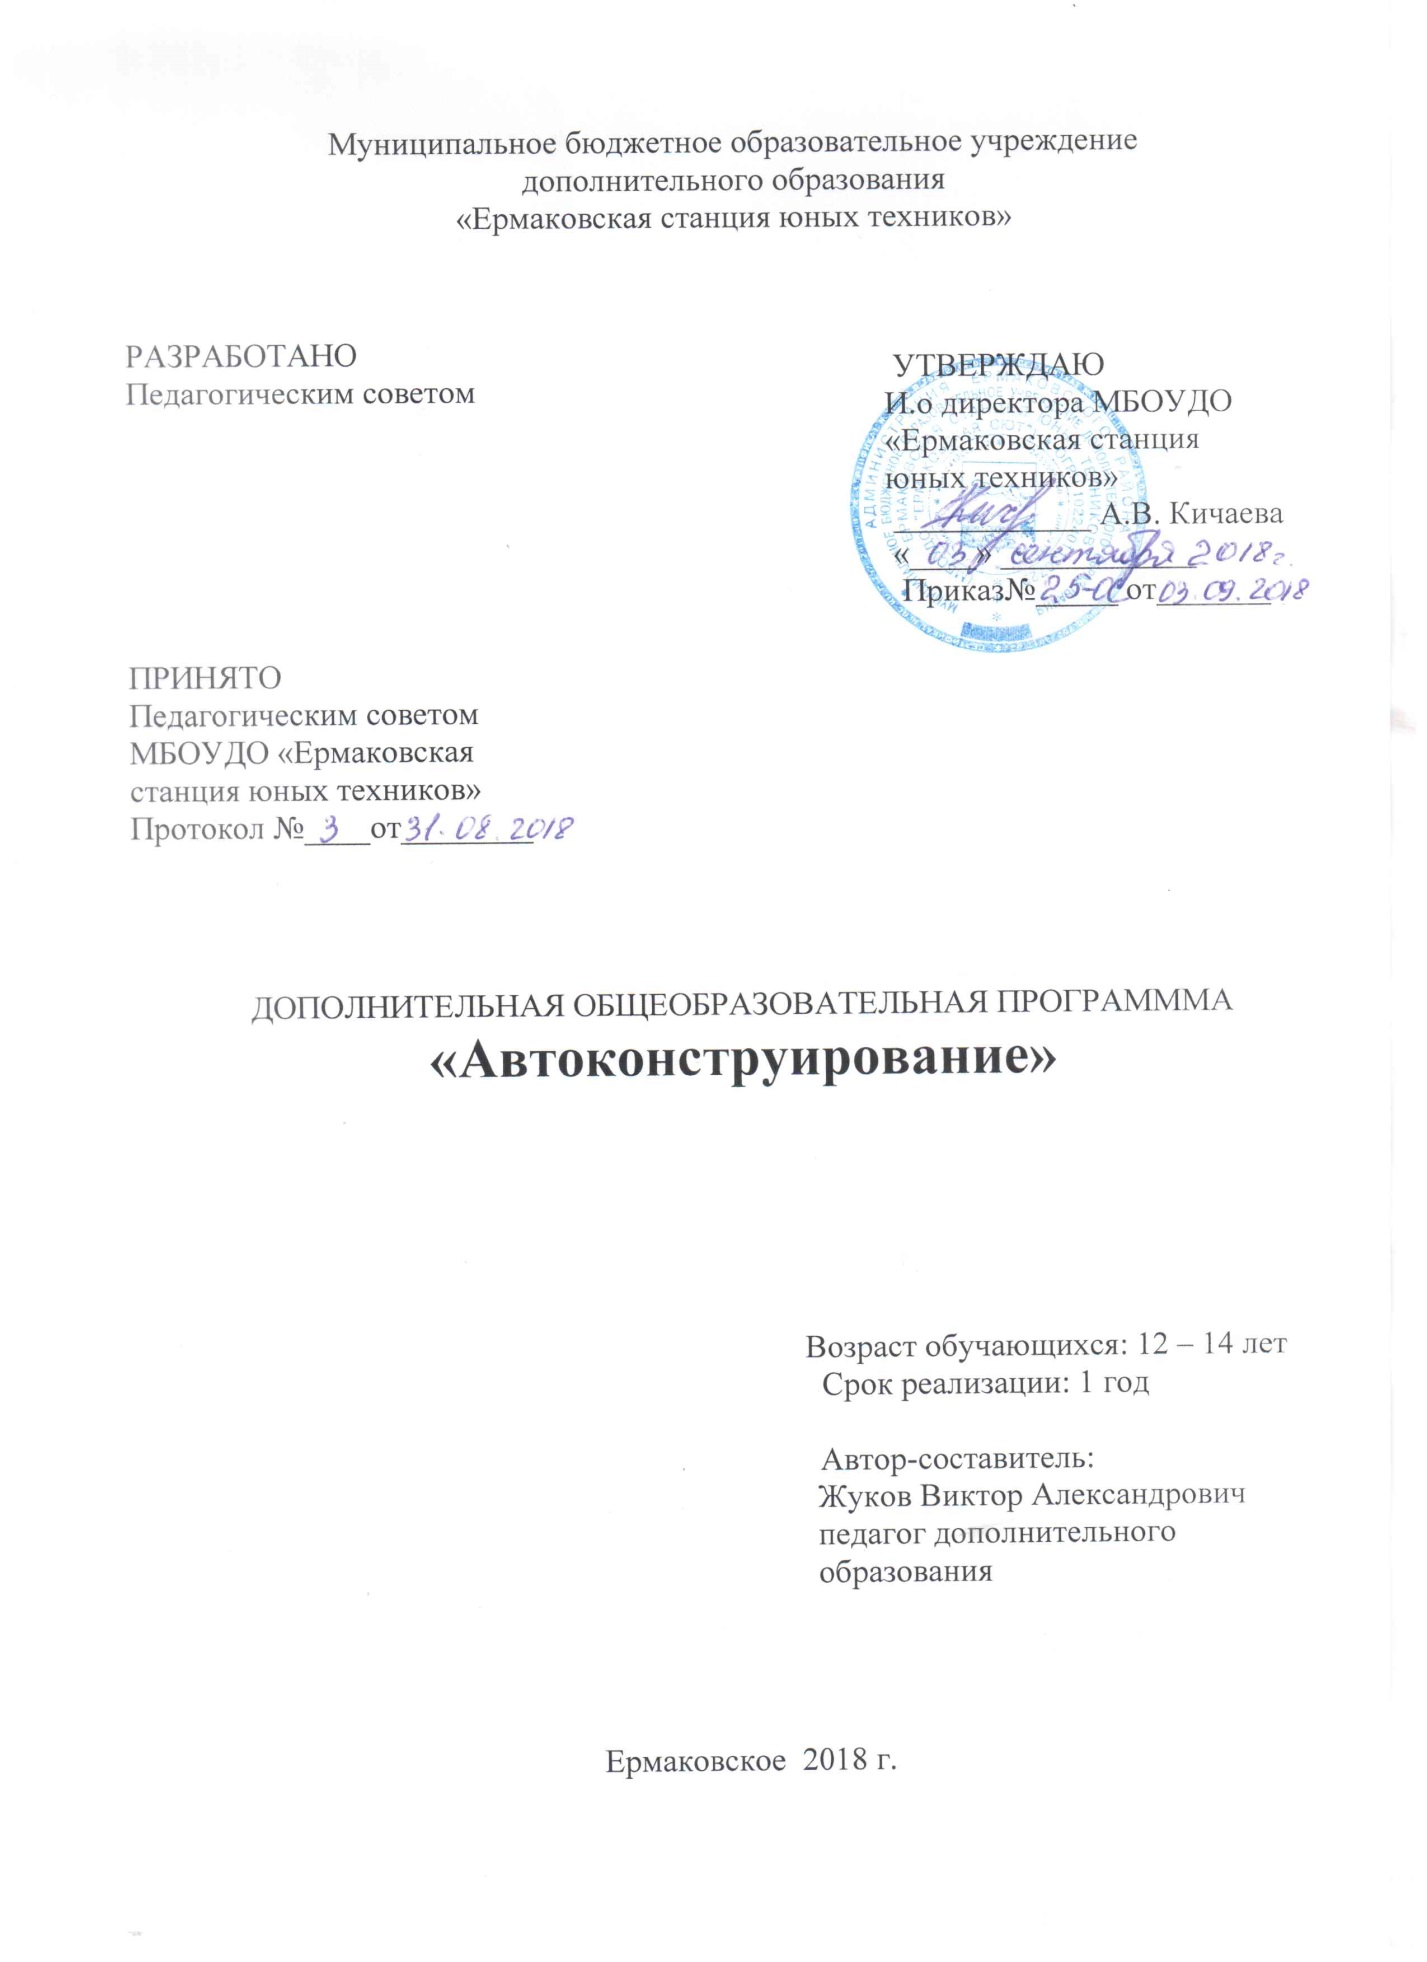 Муниципальное бюджетное образовательное учреждение
дополнительного образования
«Ермаковская станция юных техников»
РАЗРАБОТАНО
Педагогическим советом
УТВЕРЖДАЮ
И.о директора МБОУДО
«Ермаковская станция
юных техников»
А.В. Кичаева
«03» сентября 2018г.
Приказ№ 25-ОС от 03.09.2018
ПРИНЯТО
Педагогическим советом
МБОУДО «Ермаковская
станция юных техников»
Протокол № 3 от 31.08.2018
ДОПОЛНИТЕЛЬНАЯ ОБЩЕОБРАЗОВАТЕЛЬНАЯ ПРОГРАМММА
«Автоконструирование»
Возраст обучающихся: 12 – 14 лет
Срок реализации: 1 год
Автор-составитель:
Жуков Виктор Александрович
педагог дополнительного
образования
Ермаковское 2018 г.